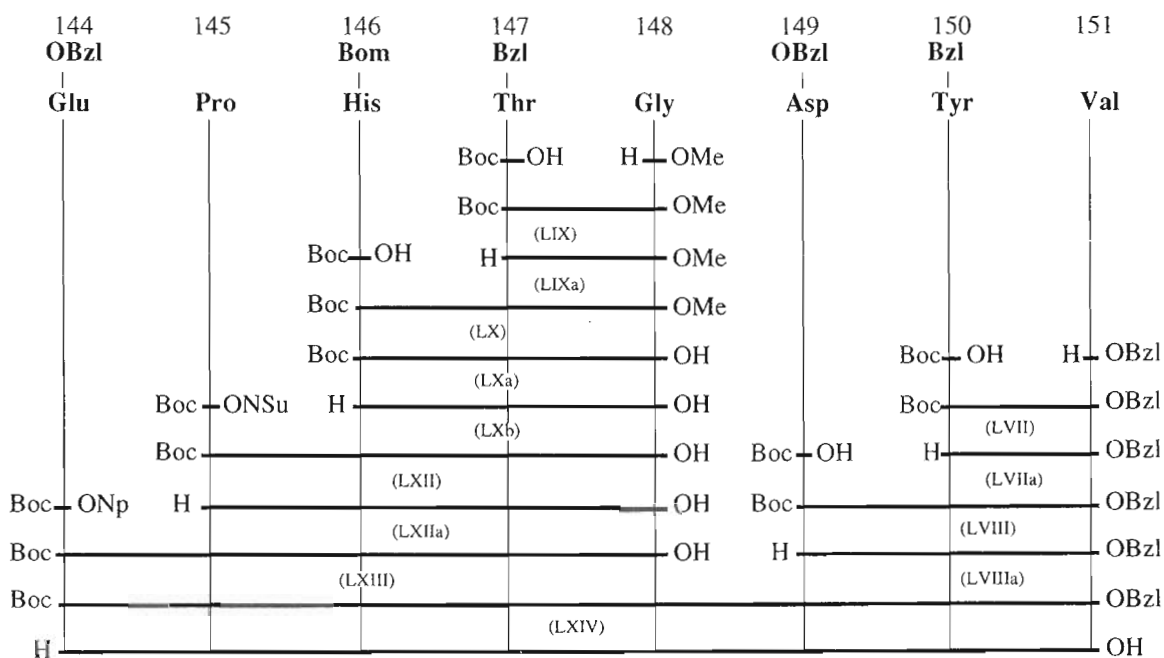 144 145 146 147 148 149 150 151
OBzl Bom Bzl OBzl Bzl
Glu Pro His Thr Gly Asp Tyr Val
Boc OH H OMe
Boc OMe
(LIX)
Boc OH H OMe
(LIXa)
Boc OMe
(LX)
Boc OH Boc OH H OBzl
(LXa)
Boc ONSu H OH Boc OBzl
(LXb) (LVII)
Boc OH Boc OH H OBzl
(LXII) (LVIIa)
Boc ONp H OH Boc OBzl
(LXIIa) (LVIII)
Boc OH H OBzl
(LXIII) (LVIIIa)
Boc OBzl
(LXIV)
H OH